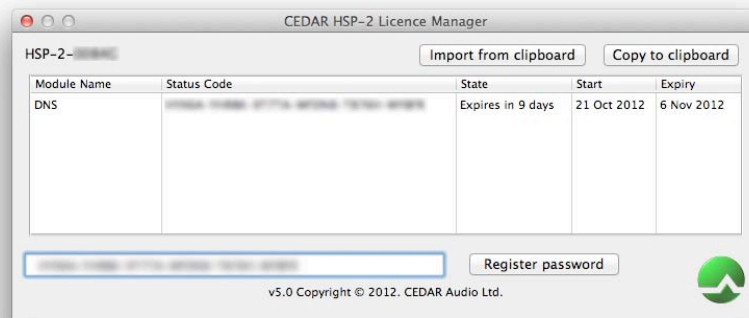 CEDAR HSP-2 Licence Manager
HSP-2-
Import from clipboard Copy to clipboard
Module Name Status Code State Start Expiry
DNS Expires in 9 days 21 Oct 2012 6 Nov 2012
Register password
v5.0 Copyright © 2012. CEDAR Audio Ltd.